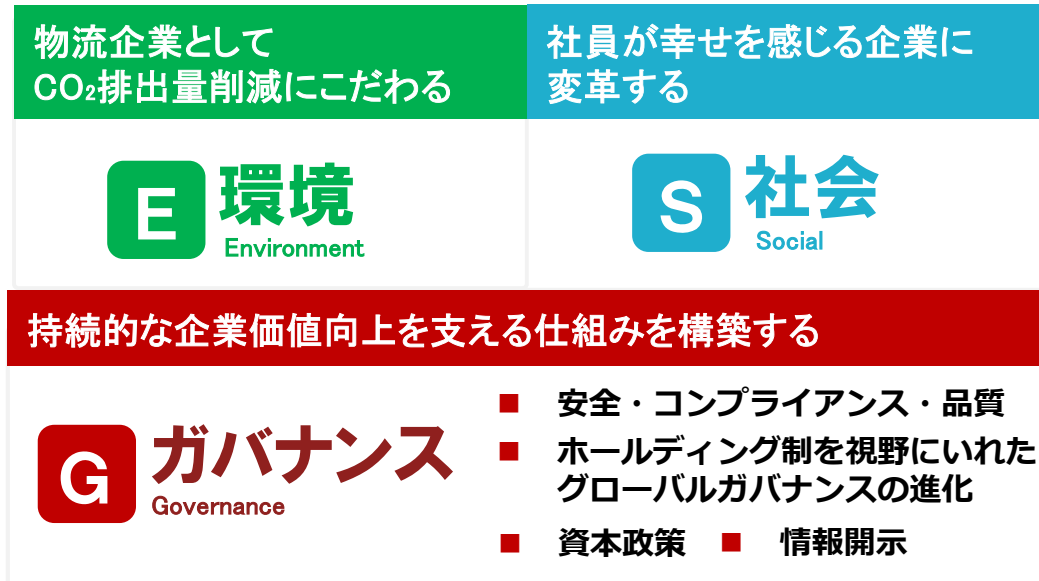 物流企業として
CO₂排出量削減にこだわる
社員が幸せを感じる企業に
変革する
E 環境
Environment
S 社会
Social
持続的な企業価値向上を支える仕組みを構築する
G ガバナンス
Governance
■ 安全・コンプライアンス・品質
■ ホールディング制を視野にいれた
グローバルガバナンスの進化
■ 資本政策 ■ 情報開示